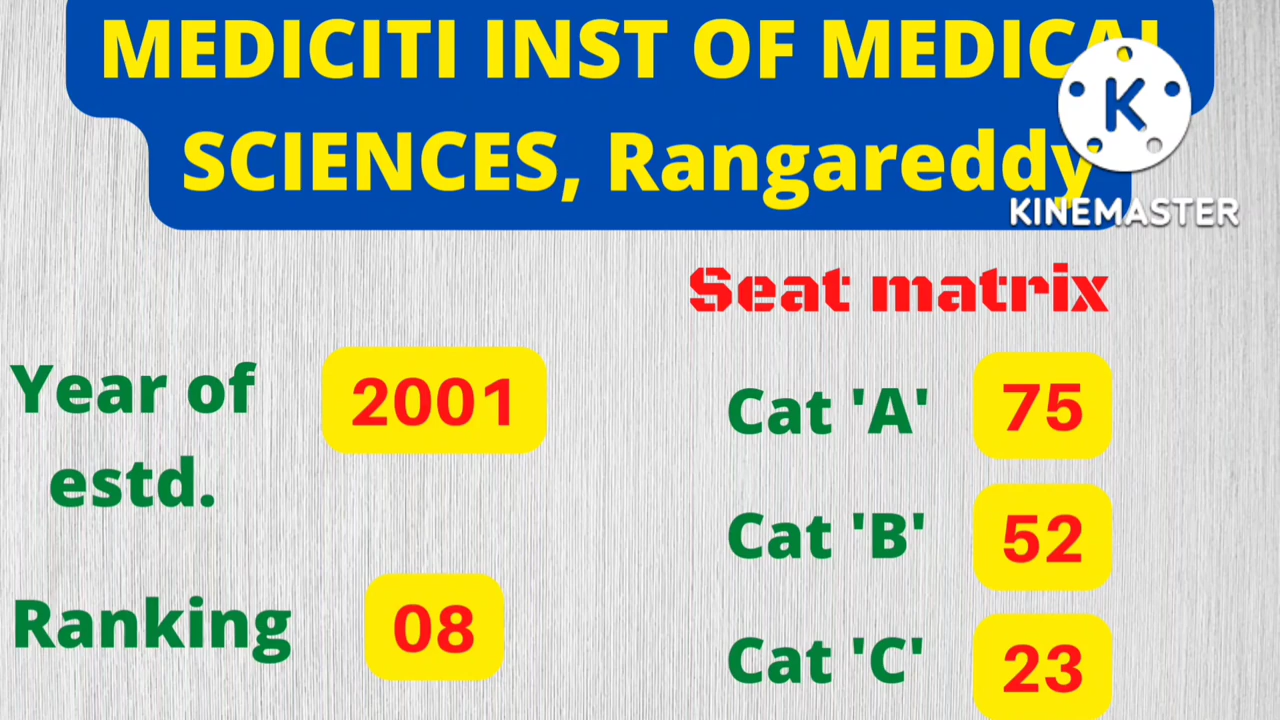 MEDICITI INST OF MEDICAL
SCIENCES, Rangareddy
K
KINEMASTER
Seat matrix
Year of
estd.
2001
Cat 'A' 75
Cat 'B' 52
Ranking 08
Cat 'C' 23